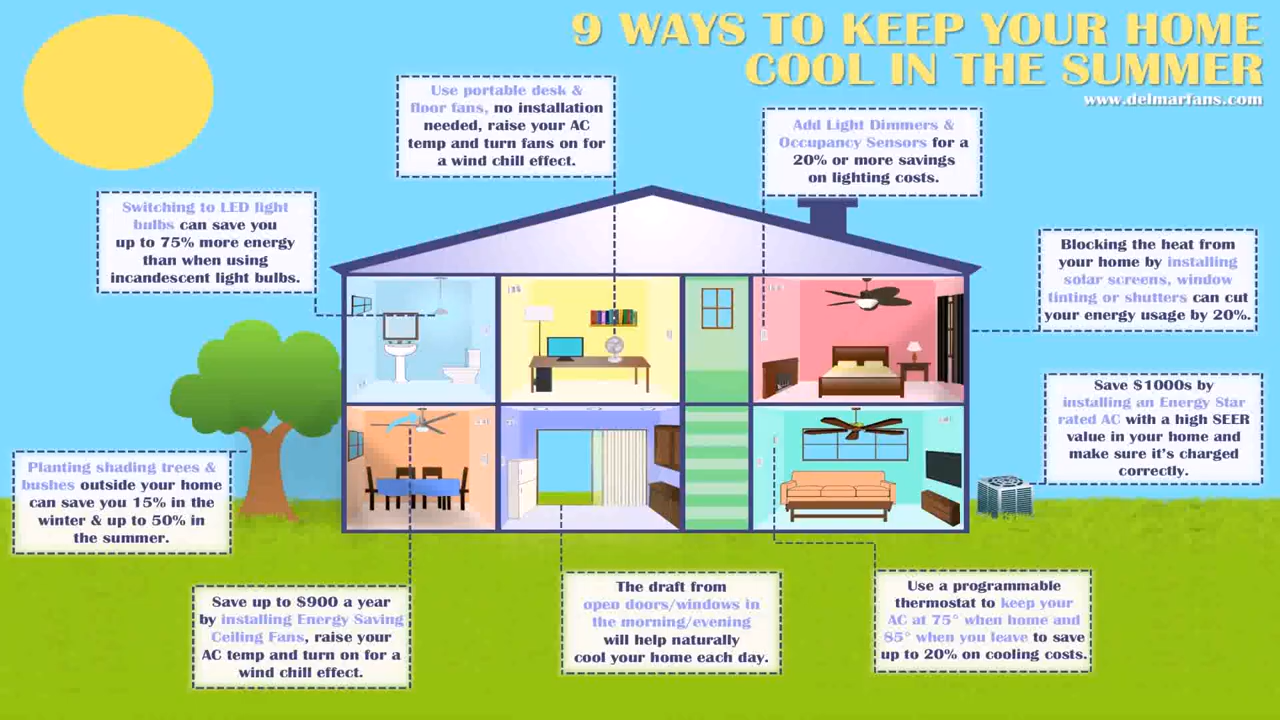 9 WAYS TO KEEP YOUR HOME
COOL IN THE SUMMER
www.delmarfans.com
Use portable desk &
floor fans, no installation
needed, raise your AC
temp and turn fans on for
a wind chill effect.
Add Light Dimmers &
Occupancy Sensors for a
20% or more savings
on lighting costs.
Switching to LED light
bulbs can save you
up to 75% more energy
than when using
incandescent light bulbs.
Blocking the heat from
your home by installing
solar screens, window
tinting or shutters can cut
your energy usage by 20%.
Save $1000s by
installing an Energy Star
rated AC with a high SEER
value in your home and
make sure it's charged
correctly.
Planting shading trees &
bushes outside your home
can save you 15% in the
winter & up to 50% in
the summer.
Save up to $900 a year
by installing Energy Saving
Ceiling Fans, raise your
AC temp and turn on for a
wind chill effect.
The draft from
open doors/windows in
the morning/evening
will help naturally
cool your home each day.
Use a programmable
thermostat to keep your
AC at 75° when home and
85° when you leave to save
up to 20% on cooling costs.